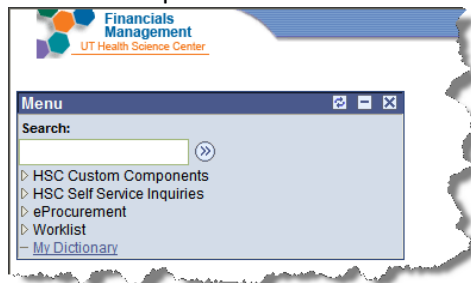 Financials
Management
UT Health Science Center
Menu
Search:
HSC Custom Components
HSC Self Service Inquiries
eProcurement
Worklist
My Dictionary